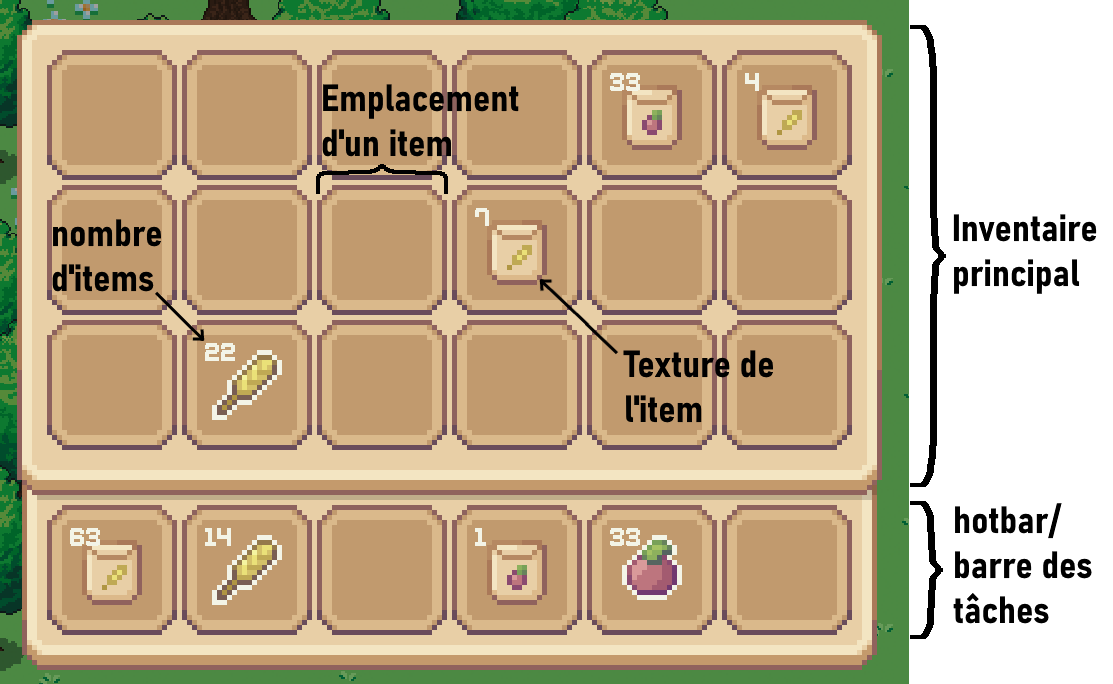 33
4
Emplacement
d'un item
nombre
d'items
7
Inventaire
principal
22
Texture de
l'item
63
14
1
33
hotbar/
barre des
tâches